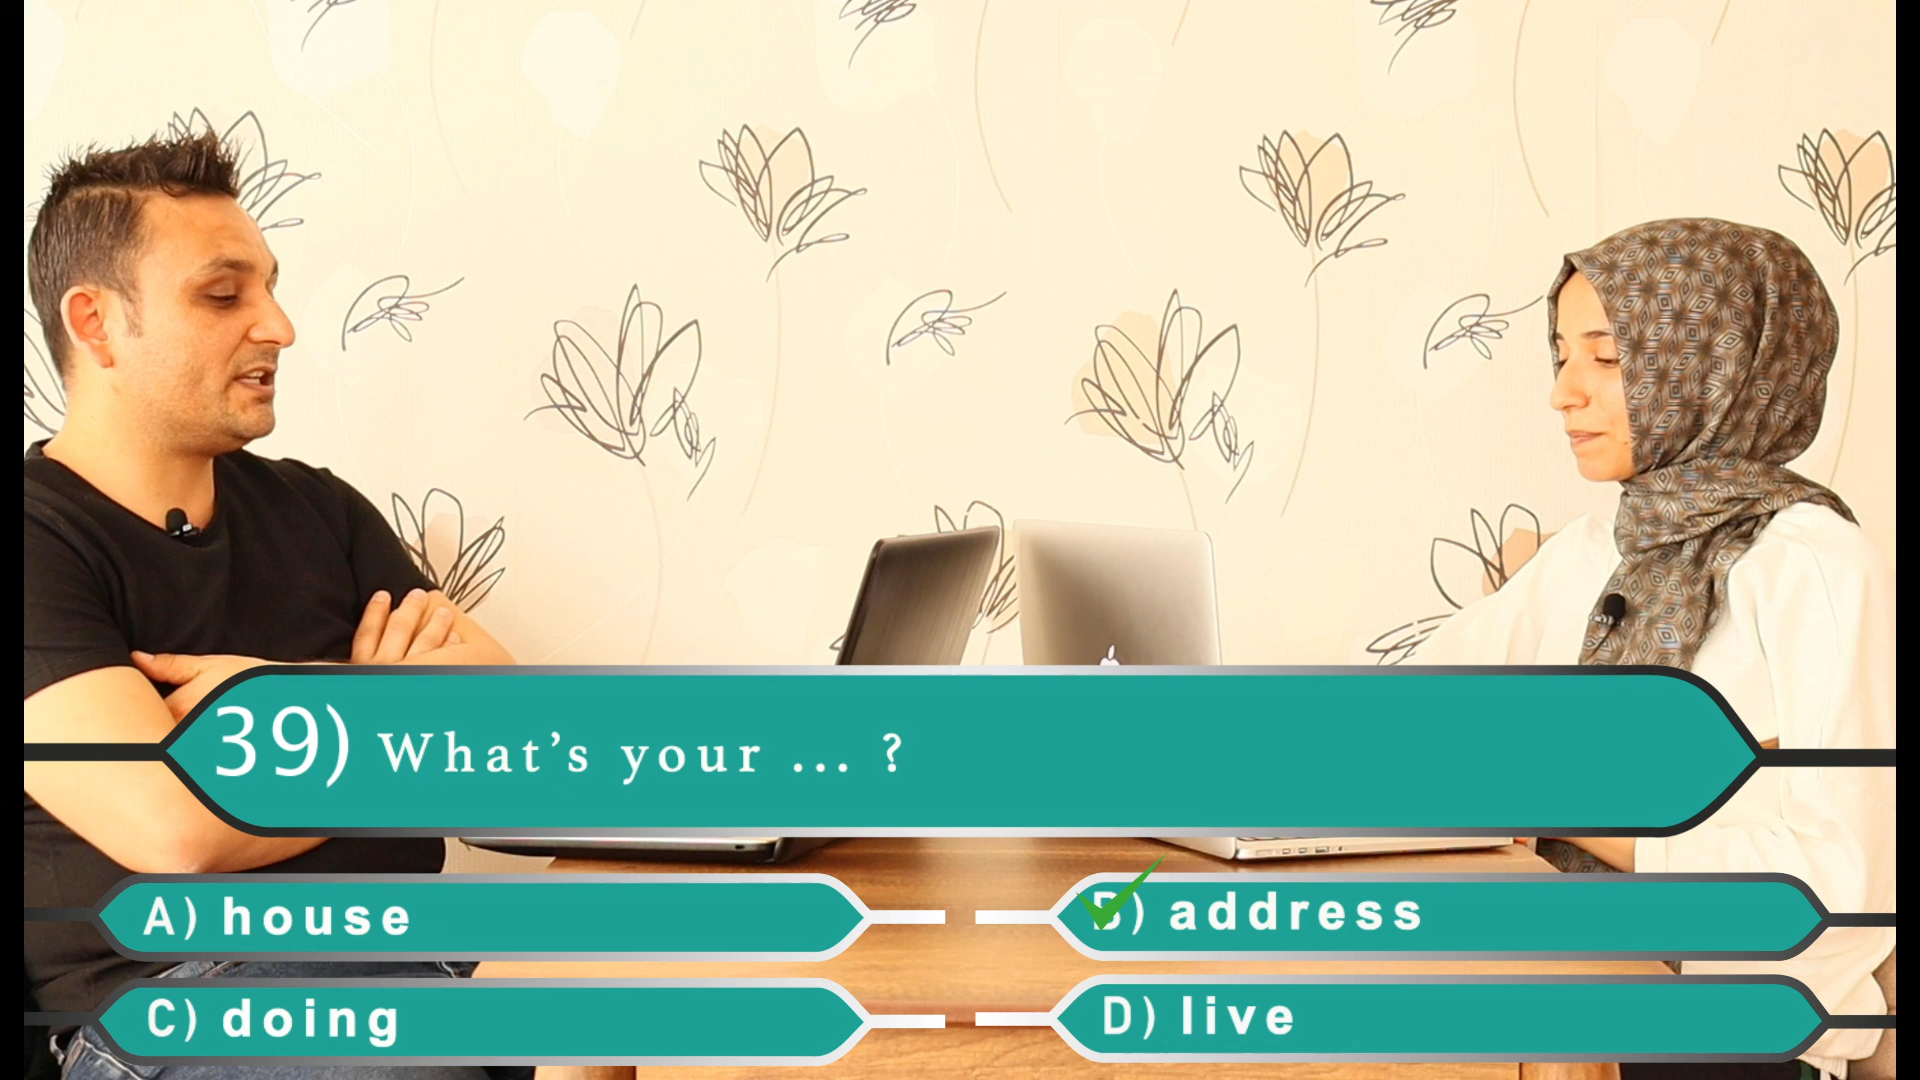 39) What's your ... ?
A) house
B) address
C) doing
D) live